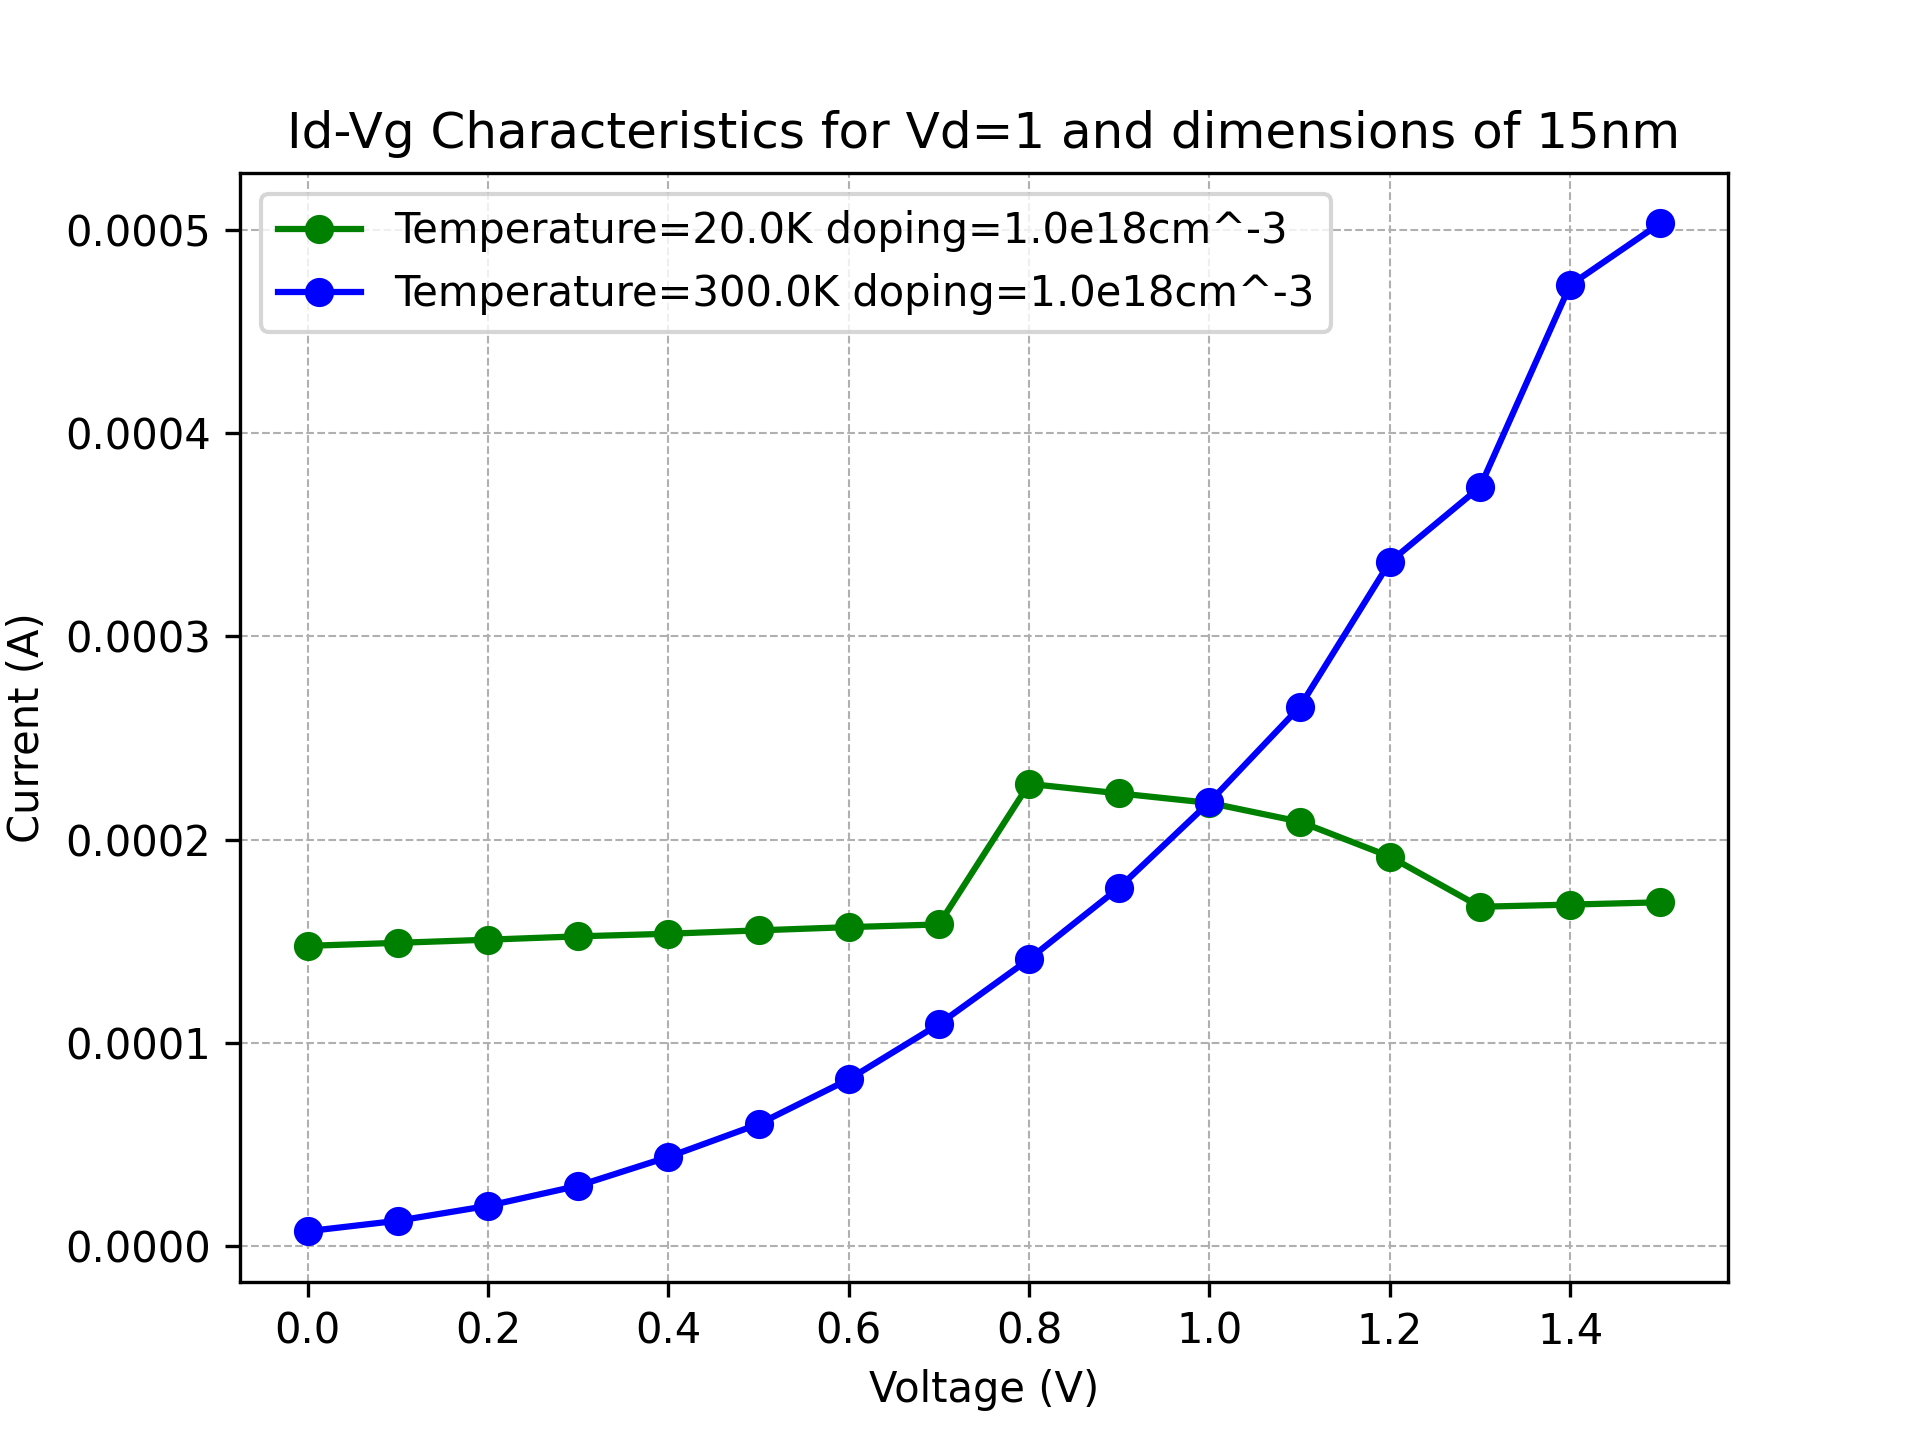 Id-Vg Characteristics for Vd=1 and dimensions of 15nm
Temperature=20.0K doping=1.0e18cm^-3
Temperature=300.0K doping=1.0e18cm^-3
0.0005
0.0004
0.0003
0.0002
0.0001
0.0000
Current (A)
0.0 0.2 0.4 0.6 0.8 1.0 1.2 1.4
Voltage (V)